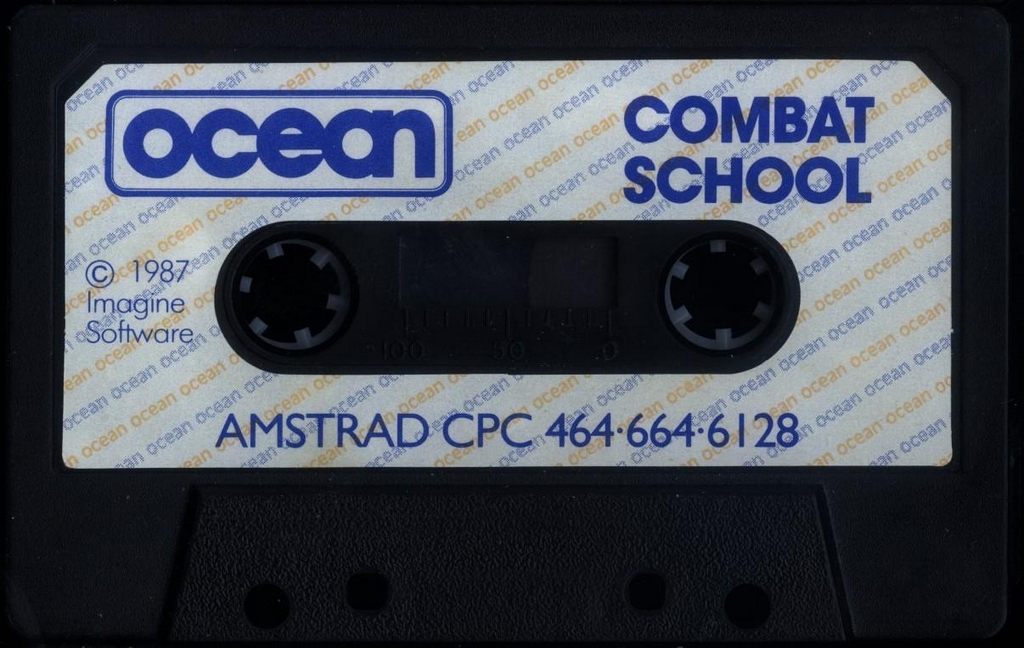 ocean
COMBAT
SCHOOL
© 1987
Imagine
Software
100 50 0
AMSTRAD CPC 464·664·6128